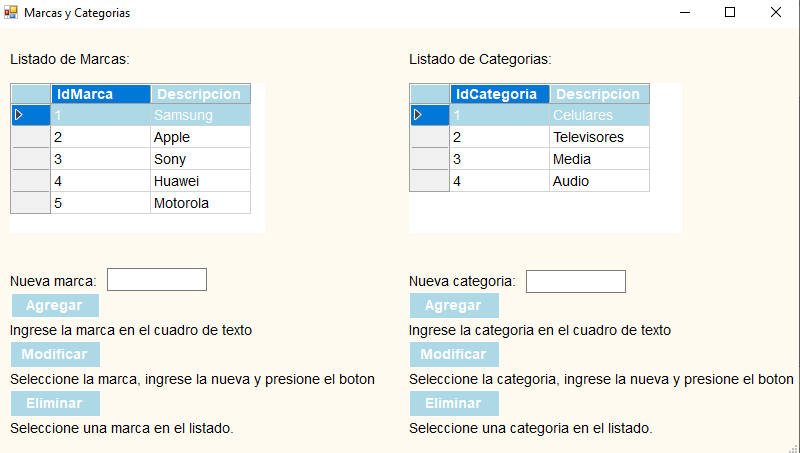 Marcas y Categorias
Listado de Marcas:
IdMarca Descripcion
1 Samsung
2 Apple
3 Sony
4 Huawei
5 Motorola
Nueva marca:
Agregar
Ingrese la marca en el cuadro de texto
Modificar
Seleccione la marca, ingrese la nueva y presione el boton
Eliminar
Seleccione una marca en el listado.
Listado de Categorias:
IdCategoria Descripcion
1 Celulares
2 Televisores
3 Media
4 Audio
Nueva categoria:
Agregar
Ingrese la categoria en el cuadro de texto
Modificar
Seleccione la categoria, ingrese la nueva y presione el boton
Eliminar
Seleccione una categoria en el listado.